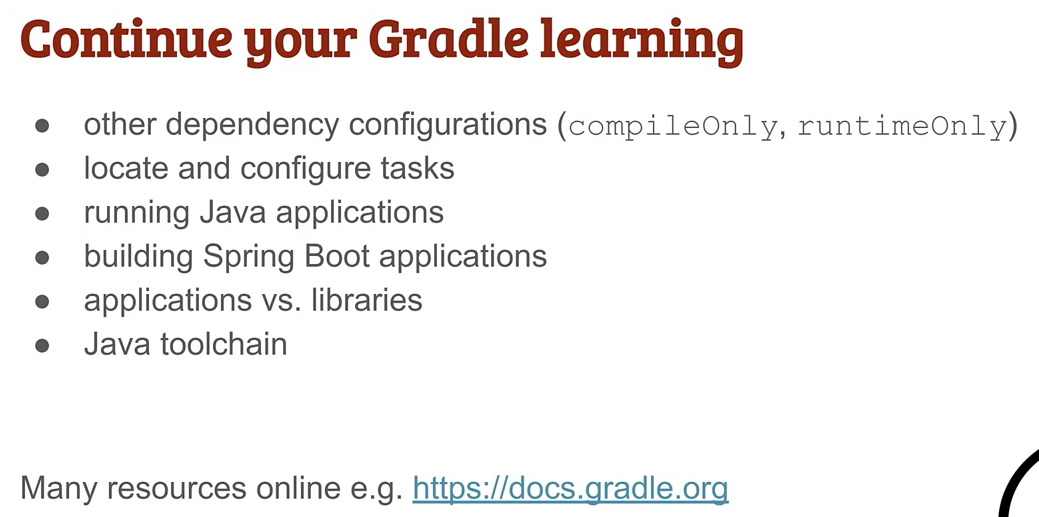 Continue your Gradle learning
● other dependency configurations (compileOnly, runtimeOnly)
● locate and configure tasks
● running Java applications
● building Spring Boot applications
● applications vs. libraries
● Java toolchain
Many resources online e.g. https://docs.gradle.org